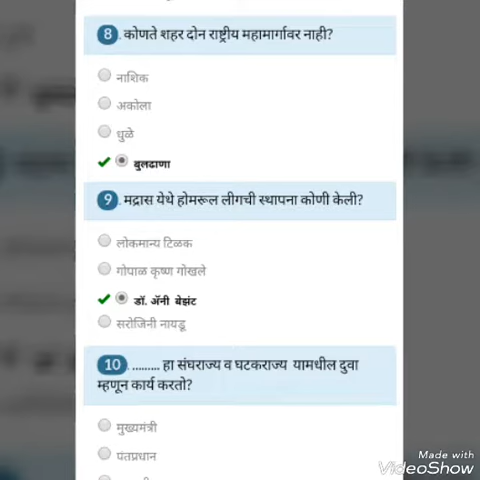 8. कोणते शहर दोन राष्ट्रीय महामार्गावर नाही?
नाशिक
अकोला
धुळे
बुलढाणा
9. मद्रास येथे होमरूल लीगची स्थापना कोणी केली?
लोकमान्य टिळक
गोपाळ कृष्ण गोखले
डॉ. ॲनी बेझंट
सरोजिनी नायडू
10. ......... हा संघराज्य व घटकराज्य यामधील दुवा
म्हणून कार्य करतो?
मुख्यमंत्री
पंतप्रधान
Made with
VideoShow